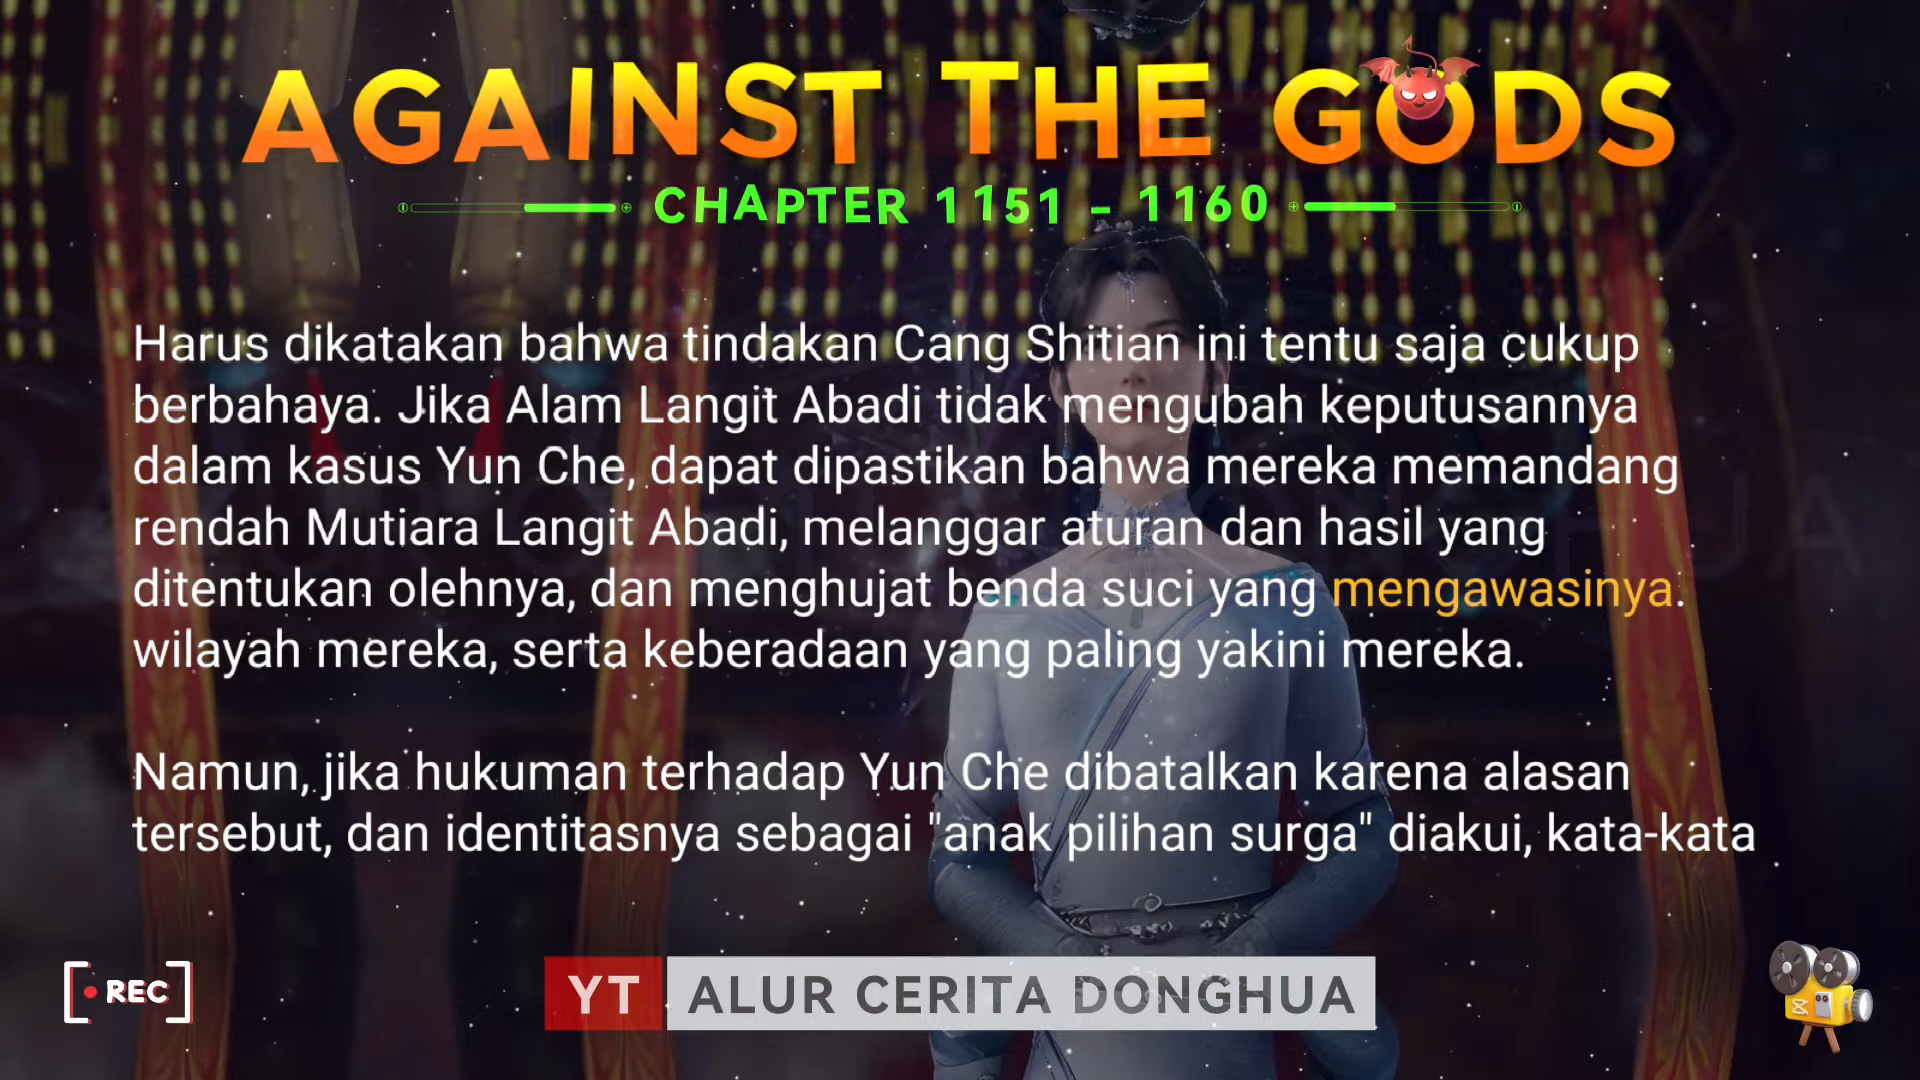 AGAINST THE GODS
CHAPTER 1151 - 1160
Harus dikatakan bahwa tindakan Cang Shitian ini tentu saja cukup
berbahaya. Jika Alam Langit Abadi tidak mengubah keputusannya
dalam kasus Yun Che, dapat dipastikan bahwa mereka memandang
rendah Mutiara Langit Abadi, melanggar aturan dan hasil yang
ditentukan olehnya, dan menghujat benda suci yang mengawasinya.
wilayah mereka, serta keberadaan yang paling yakini mereka.
Namun, jika hukuman terhadap Yun Che dibatalkan karena alasan
tersebut, dan identitasnya sebagai "anak pilihan surga" diakui, kata-kata
REC
YT ALUR CERITA DONGHUA